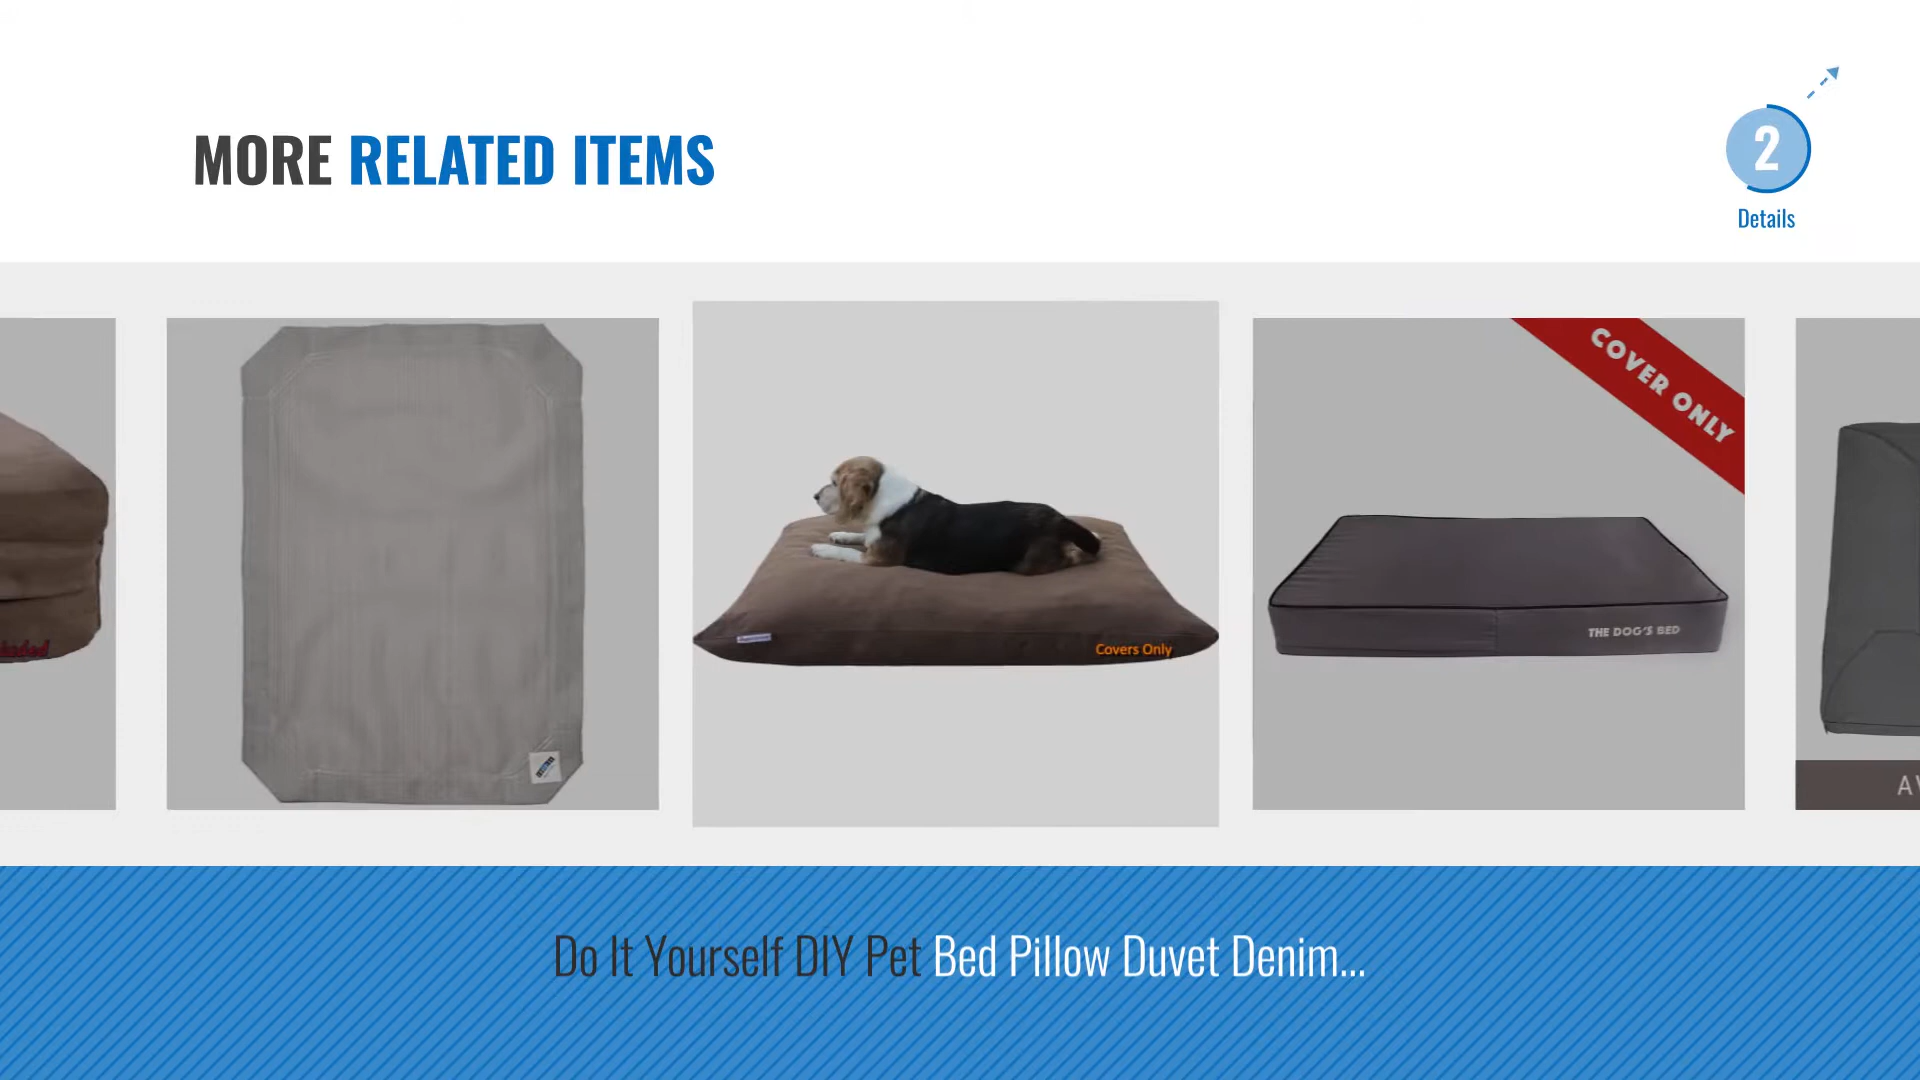 MORE RELATED ITEMS
2
Details
COVER ONLY
THE DOG'S BED
Covers Only
Do It Yourself DIY Pet Bed Pillow Duvet Denim...